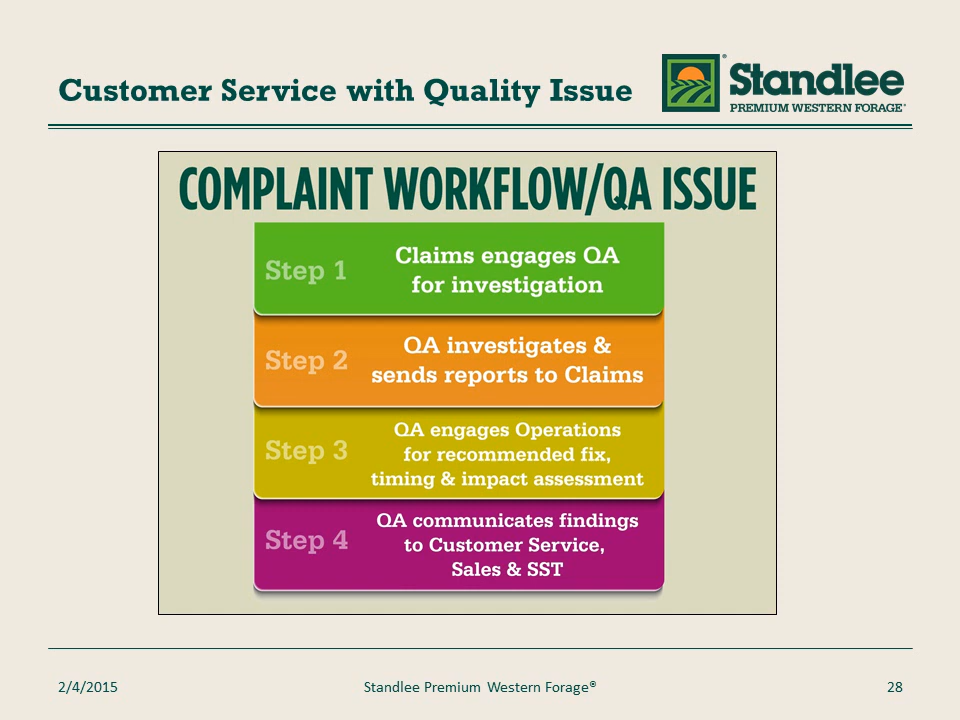 Customer Service with Quality Issue
Standlee®
PREMIUM WESTERN FORAGE®
COMPLAINT WORKFLOW/QA ISSUE
Step 1
Claims engages QA
for investigation
Step 2
QA investigates &
sends reports to Claims
Step 3
QA engages Operations
for recommended fix,
timing & impact assessment
Step 4
QA communicates findings
to Customer Service,
Sales & SST
2/4/2015
Standlee Premium Western Forage®
28